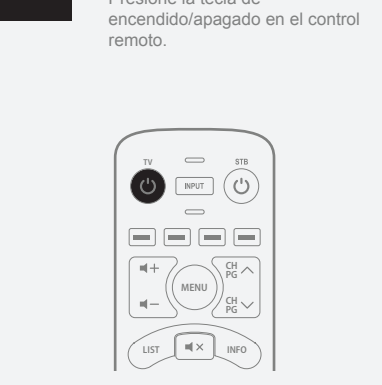 Presione la tecla de
encendido/apagado en el control
remoto.
TV STB
INPUT
CH
PG
MENU
CH
PG
LIST INFO